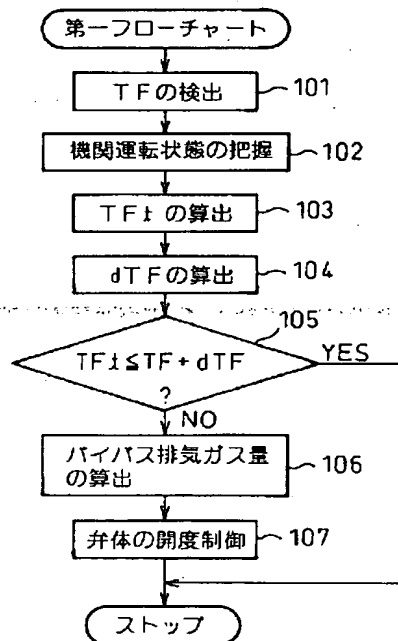 第一フローチャート
TFの検出
101
機関運転状態の把握
102
TFtの算出
103
dTFの算出
104
105
TFt≦TF+dTF
?
YES
NO
バイパス排気ガス量
の算出
106
弁体の開度制御
107
ストップ